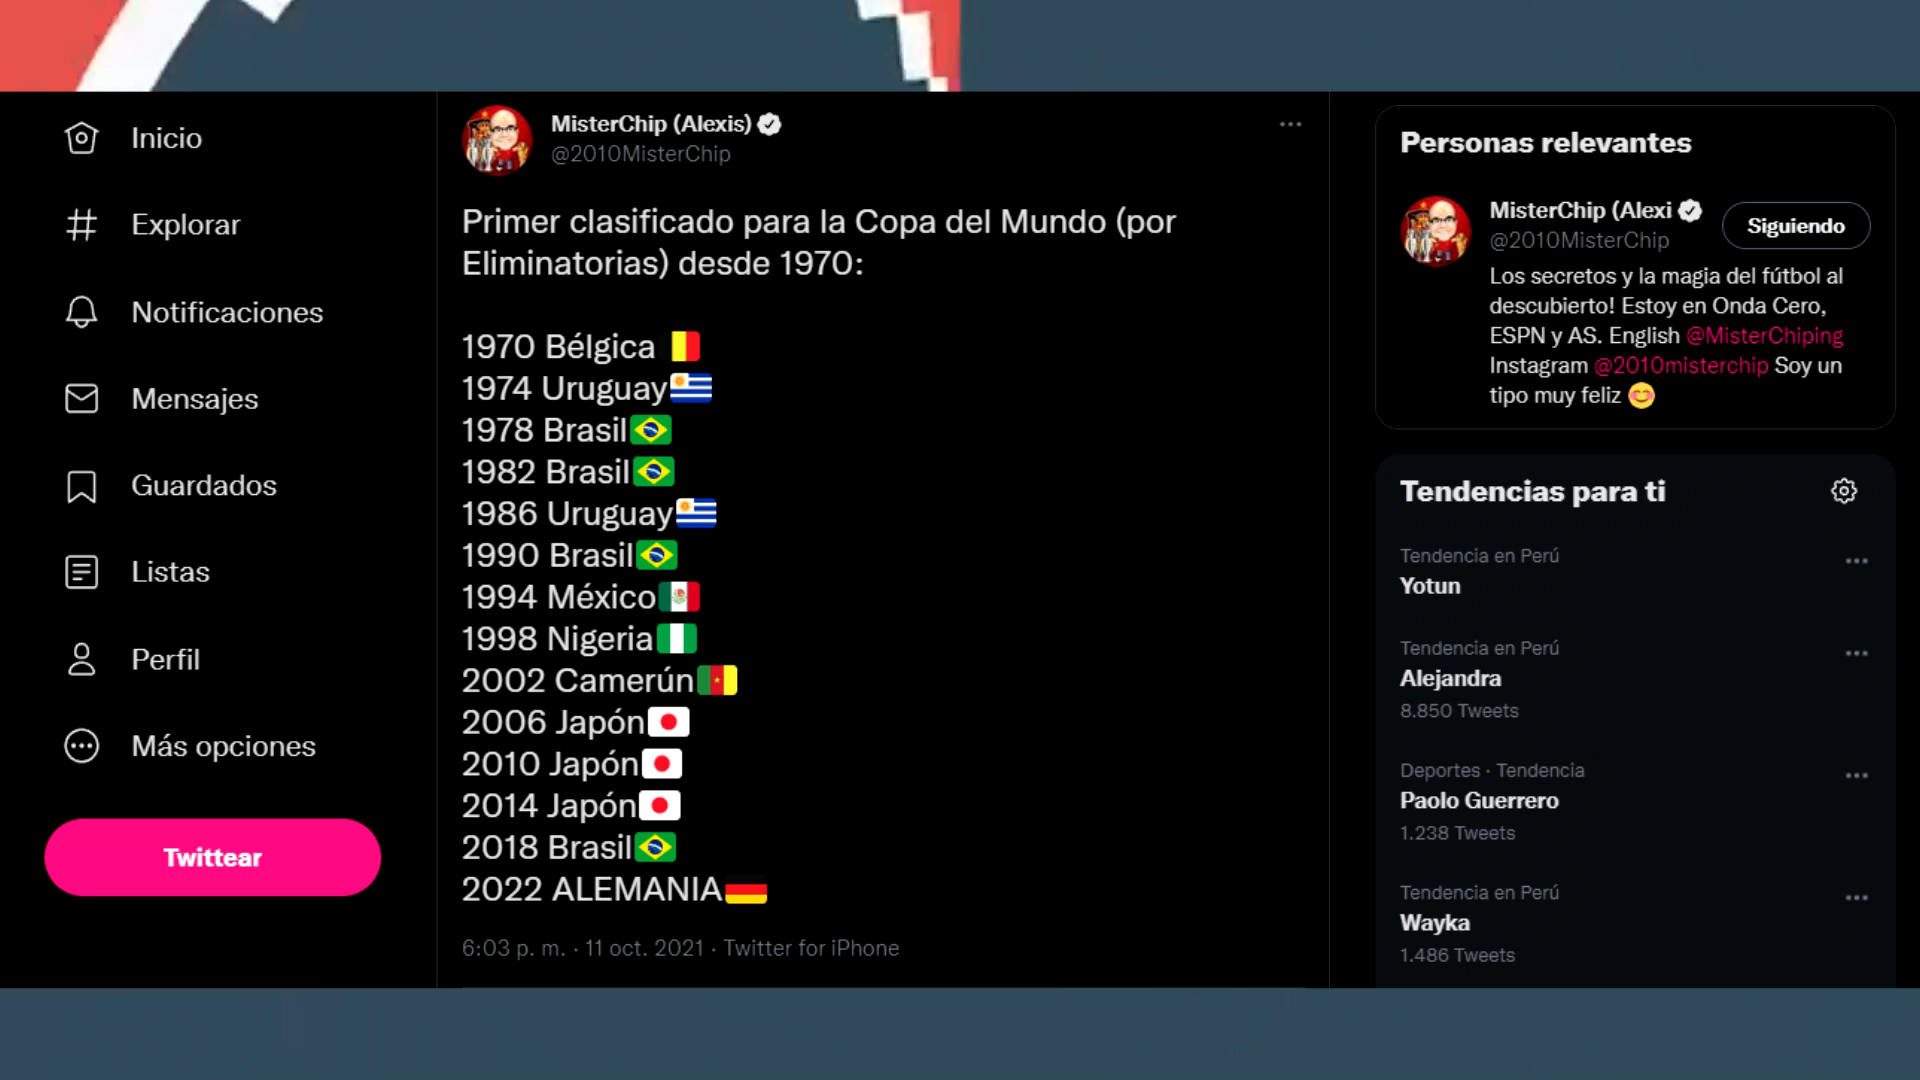 Inicio
Explorar
Notificaciones
Mensajes
Guardados
Listas
Perfil
Más opciones
Twittear
MisterChip (Alexis)
@2010MisterChip
Primer clasificado para la Copa del Mundo (por
Eliminatorias) desde 1970:
1970 Bélgica
1974 Uruguay
1978 Brasil
1982 Brasil
1986 Uruguay
1990 Brasil
1994 México
1998 Nigeria
2002 Camerún
2006 Japón
2010 Japón
2014 Japón
2018 Brasil
2022 ALEMANIA
6:03 p. m. · 11 oct. 2021 · Twitter for iPhone
Personas relevantes
MisterChip (Alexi
@2010MisterChip
Siguiendo
Los secretos y la magia del fútbol al
descubierto! Estoy en Onda Cero,
ESPN y AS. English @MisterChiping
Instagram @2010misterchip Soy un
tipo muy feliz
Tendencias para ti
Tendencia en Perú
Yotun
Tendencia en Perú
Alejandra
8.850 Tweets
Deportes · Tendencia
Paolo Guerrero
1.238 Tweets
Tendencia en Perú
Wayka
1.486 Tweets